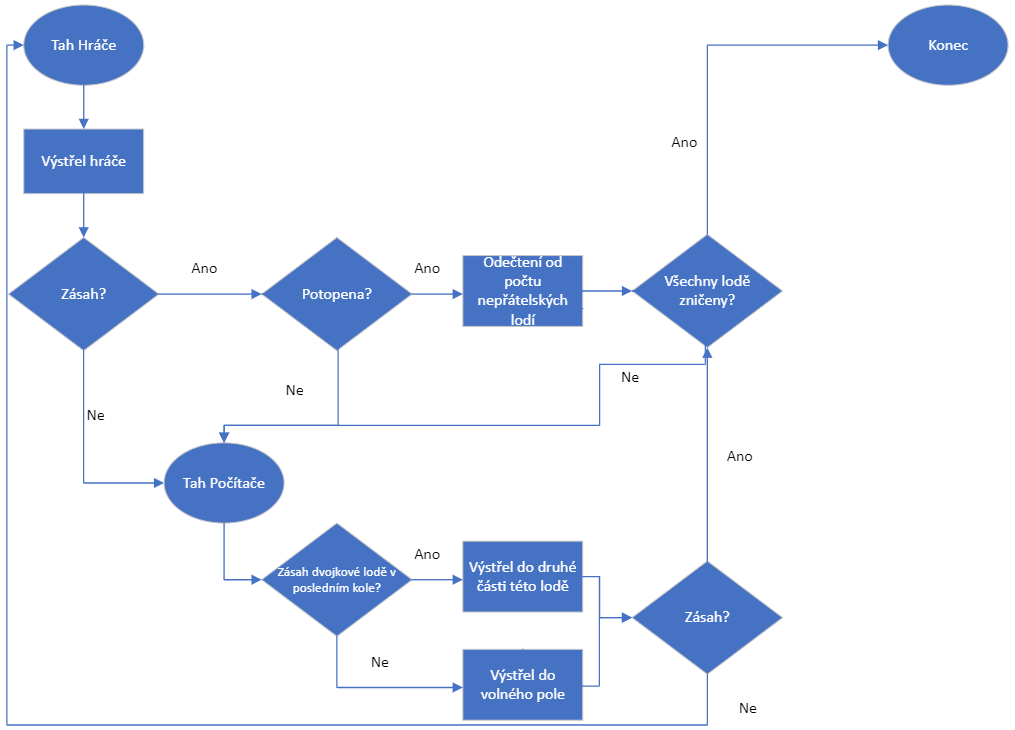 Tah Hráče
Konec
Ano
Výstřel hráče
Zásah?
Ano
Potopena?
Ano
Odečtení od
počtu
nepřátelských
lodí
Všechny lodě
zničeny?
Ne
Ne
Ne
Tah Počítače
Ano
Zásah dvojkové lodě v
posledním kole?
Ano
Výstřel do druhé
části této lodě
Zásah?
Ne
Výstřel do
volného pole
Ne